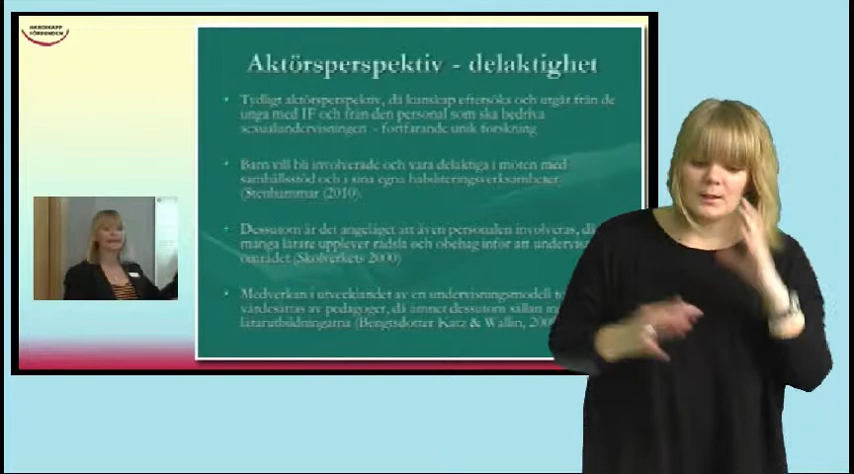 HANDIKAPP
FÖRBUNDEN
Aktörsperspektiv - delaktighet
Tydligt aktörsperspektiv, då kunskap eftersöks och utgår från de
unga med IF och från den personal som ska bedriva
sexualundervisningen - fortfarande unik forskning
Barn vill bli involverade och vara delaktiga i möten med
samhällsstöd och i sina egna habiliteringsverksamheter
(Stenhammar (2010).
Dessutom är det angeläget att även personalen involveras, då
många lärare upplever rädsla och obehag inför att undervis
området (Skolverkets 2000)
Medverkan i utvecklandet av en undervisningsmodell
värdesättas av pedagoger, då ämnet dessutom sällan
lärarutbildningarna (Bengtsdotter Katz & Wallin,